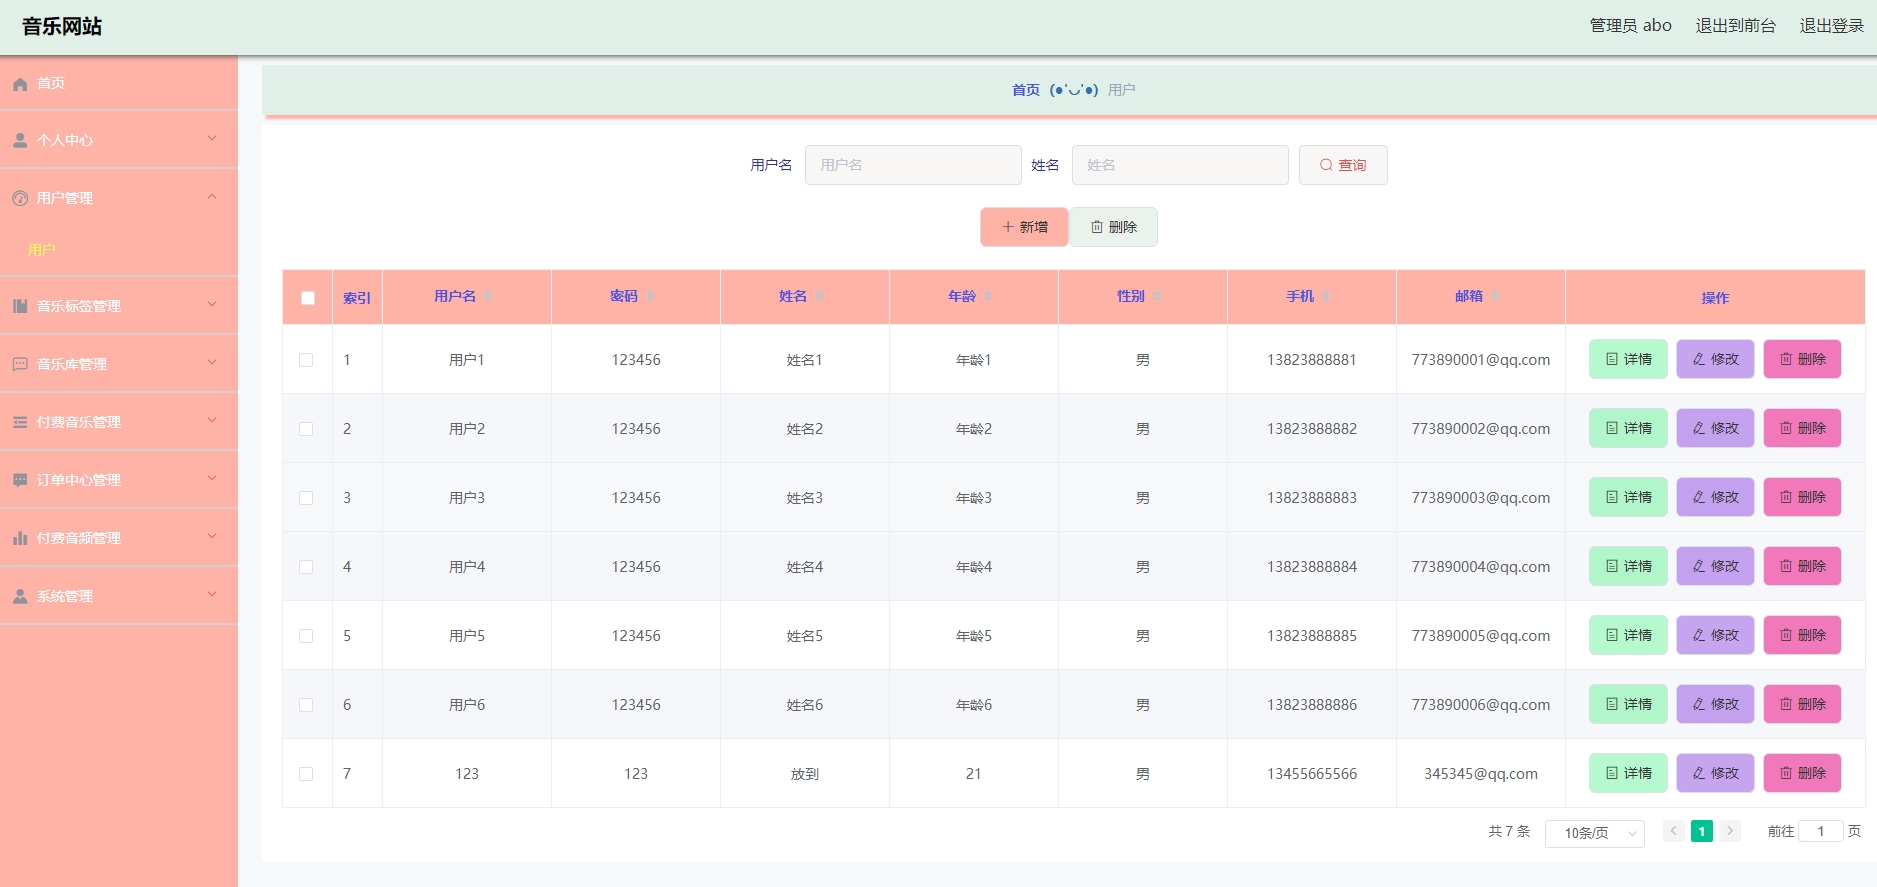 音乐网站
管理员 abo 退出到前台 退出登录
首页
个人中心
用户管理
用户
音乐标签管理
音乐库管理
付费音乐管理
订单中心管理
付费音频管理
系统管理
首页 (●'◡'●) 用户
用户名 用户名 姓名 姓名 查询
新增 删除
索引 用户名 密码 姓名 年龄 性别 手机 邮箱 操作
1 用户1 123456 姓名1 年龄1 男 13823888881 773890001@qq.com 详情 修改 删除
2 用户2 123456 姓名2 年龄2 男 13823888882 773890002@qq.com 详情 修改 删除
3 用户3 123456 姓名3 年龄3 男 13823888883 773890003@qq.com 详情 修改 删除
4 用户4 123456 姓名4 年龄4 男 13823888884 773890004@qq.com 详情 修改 删除
5 用户5 123456 姓名5 年龄5 男 13823888885 773890005@qq.com 详情 修改 删除
6 用户6 123456 姓名6 年龄6 男 13823888886 773890006@qq.com 详情 修改 删除
7 123 123 放到 21 男 13455665566 345345@qq.com 详情 修改 删除
共 7 条 10条/页 1 前往 1 页